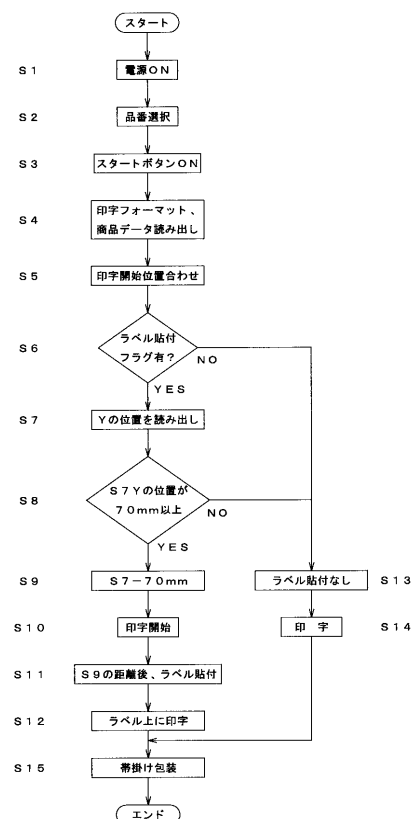 スタート
S1
電源ON
S2
品番選択
S3
スタートボタンON
S4
印字フォーマット、
商品データ読み出し
S5
印字開始位置合わせ
S6
ラベル貼付
フラグ有?
NO
YES
S7
Yの位置を読み出し
S8
S7Yの位置が
70mm以上
NO
YES
S9
S7-70mm
ラベル貼付なし
S13
S10
印字開始
印 字
S14
S11
S9の距離後、ラベル貼付
S12
ラベル上に印字
S15
帯掛け包装
エンド